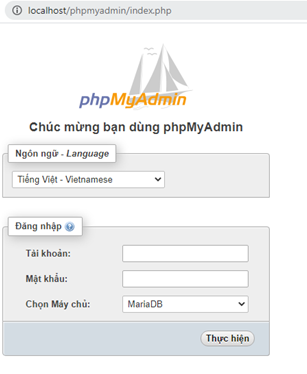 localhost/phpmyadmin/index.php
phpMyAdmin
Chúc mừng bạn dùng phpMyAdmin
Ngôn ngữ - Language
Tiếng Việt - Vietnamese
Đăng nhập
Tài khoản:
Mật khẩu:
Chọn Máy chủ:
MariaDB
Thực hiện